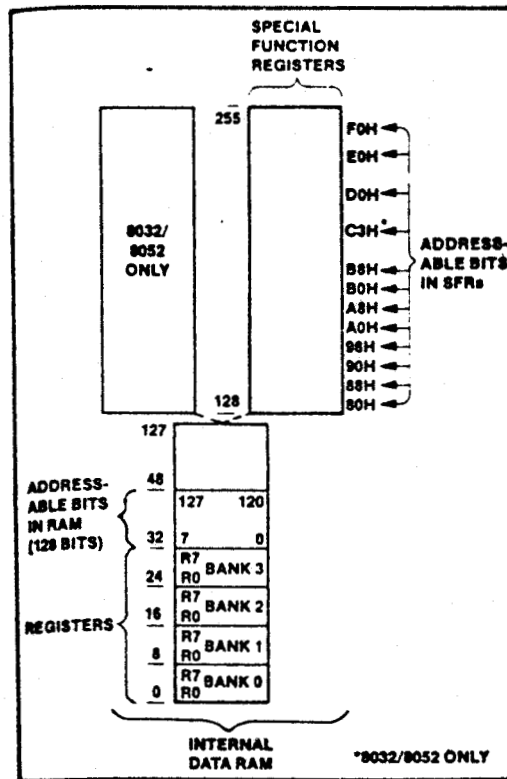 SPECIAL
FUNCTION
REGISTERS
255
F0H
E0H
D0H
C3H*
B8H
B0H
A8H
A0H
98H
90H
88H
80H
ADDRESS-
ABLE BITS
IN SFRs
8032/
8052
ONLY
128
127
48
ADDRESS-
ABLE BITS
IN RAM
(128 BITS)
127 120
32
7 0
R7
R0 BANK 3
24
R7
R0 BANK 2
16
REGISTERS
R7
R0 BANK 1
8
R7
R0 BANK 0
0
INTERNAL
DATA RAM
*8032/8052 ONLY